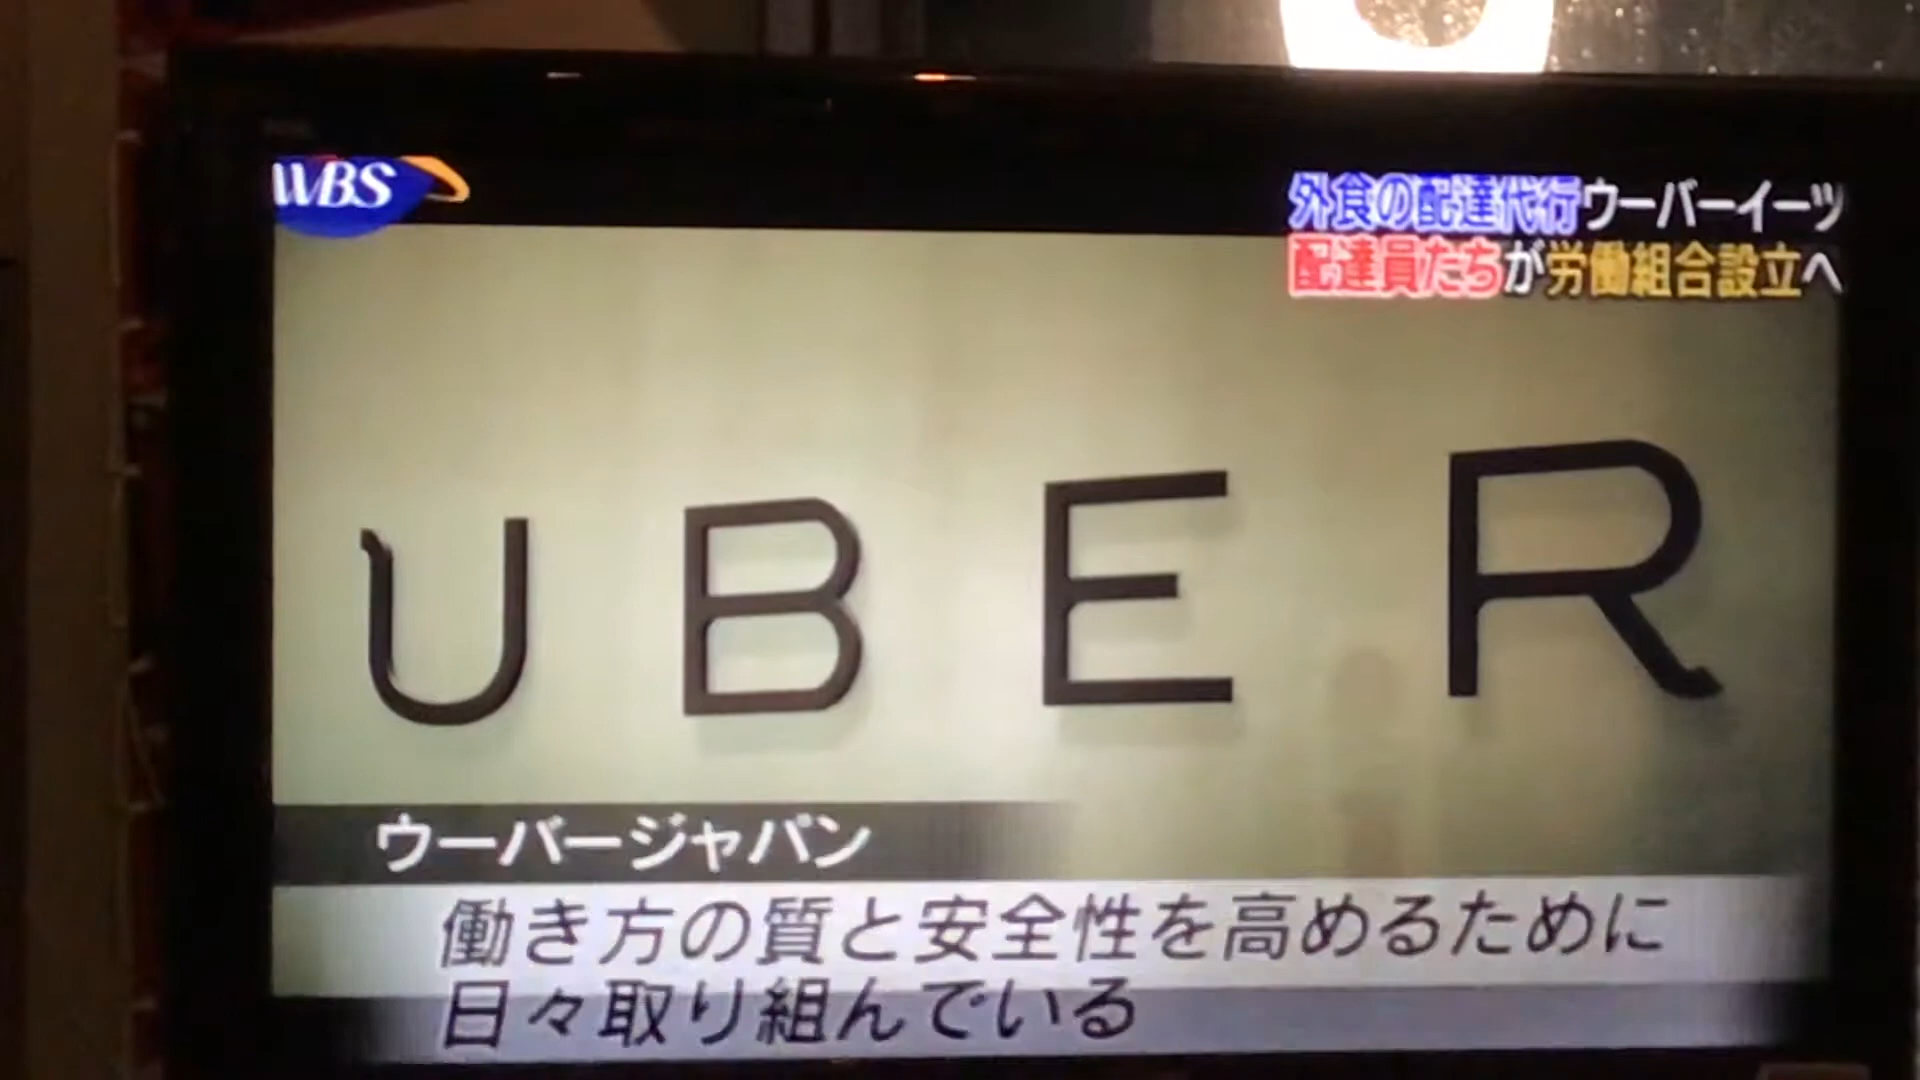 WBS
外食の配達代行ウーバーイーツ
配達員たちが労働組合設立へ
UBER
ウーバージャパン
働き方の質と安全性を高めるために
日々取り組んでいる